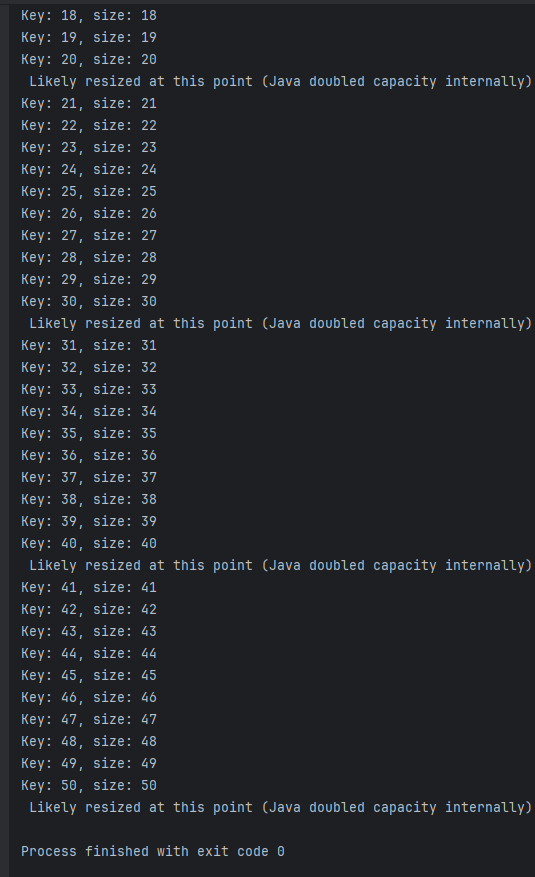 Key: 18, size: 18
Key: 19, size: 19
Key: 20, size: 20
 Likely resized at this point (Java doubled capacity internally)
Key: 21, size: 21
Key: 22, size: 22
Key: 23, size: 23
Key: 24, size: 24
Key: 25, size: 25
Key: 26, size: 26
Key: 27, size: 27
Key: 28, size: 28
Key: 29, size: 29
Key: 30, size: 30
 Likely resized at this point (Java doubled capacity internally)
Key: 31, size: 31
Key: 32, size: 32
Key: 33, size: 33
Key: 34, size: 34
Key: 35, size: 35
Key: 36, size: 36
Key: 37, size: 37
Key: 38, size: 38
Key: 39, size: 39
Key: 40, size: 40
 Likely resized at this point (Java doubled capacity internally)
Key: 41, size: 41
Key: 42, size: 42
Key: 43, size: 43
Key: 44, size: 44
Key: 45, size: 45
Key: 46, size: 46
Key: 47, size: 47
Key: 48, size: 48
Key: 49, size: 49
Key: 50, size: 50
 Likely resized at this point (Java doubled capacity internally)
Process finished with exit code 0